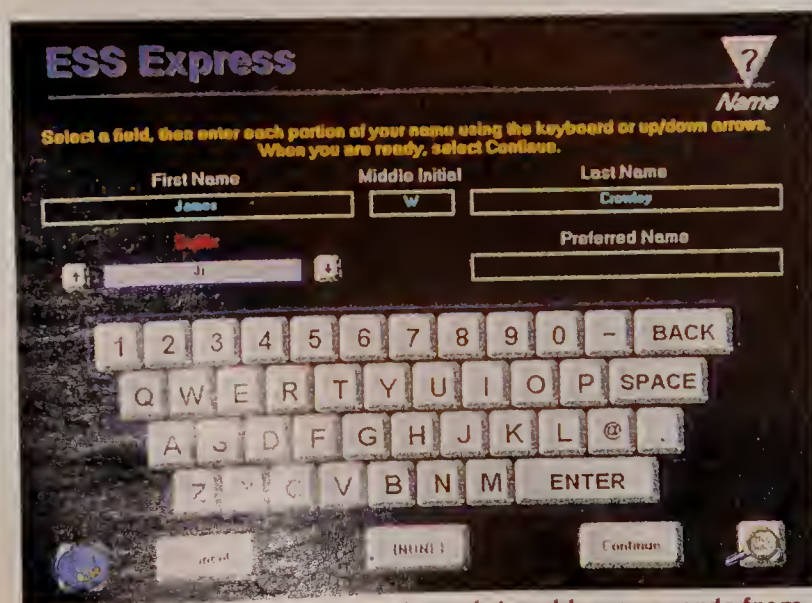 ESS Express
?
Name
Select a field, then enter each portion of your name using the keyboard or up/down arrows.
When you are ready, select Continue.
First Name Middle Initial Last Name
James W Crowley
Suffix Preferred Name
Jr
1 2 3 4 5 6 7 8 9 0 - BACK
Q W E R T Y U I O P SPACE
A S D F G H J K L @ .
Z X C V B N M ENTER
Continue
from